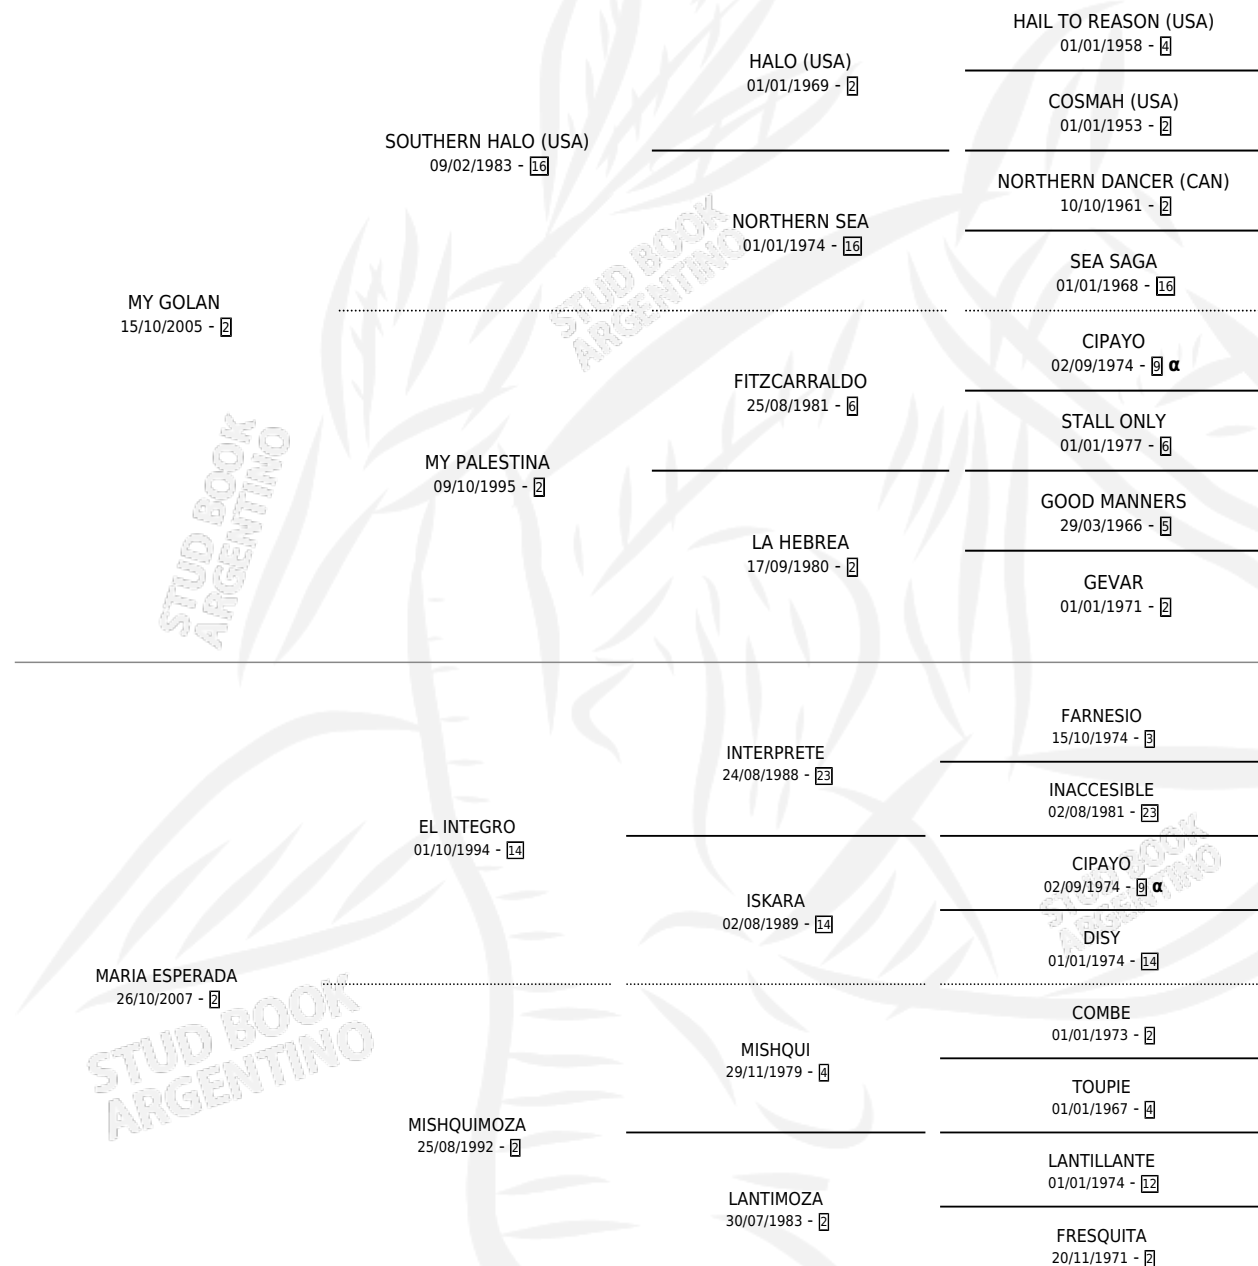 HAIL TO REASON (USA)
01/01/1958 - 4
HALO (USA)
01/01/1969 - 2
COSMAH (USA)
01/01/1953 - 2
SOUTHERN HALO (USA)
09/02/1983 - 16
NORTHERN DANCER (CAN)
10/10/1961 - 2
NORTHERN SEA
01/01/1974 - 16
SEA SAGA
01/01/1968 - 16
MY GOLAN
15/10/2005 - 2
CIPAYO
02/09/1974 - 9 α
FITZCARRALDO
25/08/1981 - 6
STALL ONLY
01/01/1977 - 6
MY PALESTINA
09/10/1995 - 2
GOOD MANNERS
29/03/1966 - 5
LA HEBREA
17/09/1980 - 2
GEVAR
01/01/1971 - 2
FARNESIO
15/10/1974 - 3
INTERPRETE
24/08/1988 - 23
INACCESIBLE
02/08/1981 - 23
EL INTEGRO
01/10/1994 - 14
CIPAYO
02/09/1974 - 9 α
ISKARA
02/08/1989 - 14
DISY
01/01/1974 - 14
MARIA ESPERADA
26/10/2007 - 2
COMBE
01/01/1973 - 2
MISHQUI
29/11/1979 - 4
TOUPIE
01/01/1967 - 4
MISHQUIMOZA
25/08/1992 - 2
LANTILLANTE
01/01/1974 - 12
LANTIMOZA
30/07/1983 - 2
FRESQUITA
20/11/1971 - 2
STUD BOOK
ARGENTINO
STUD BOOK
ARGENTINO
STUD BOOK
ARGENTINO
STUD BOOK
ARGENTINO